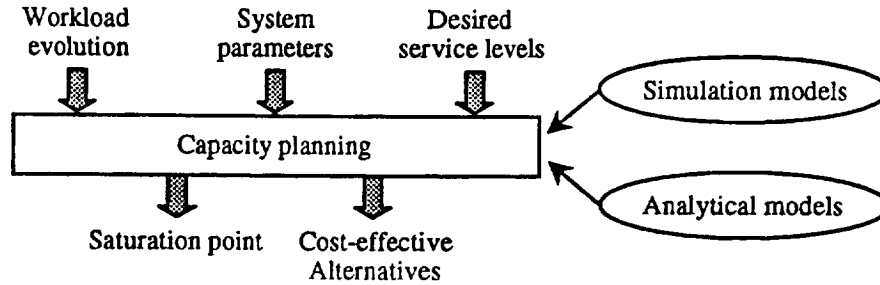 Workload
evolution
System
parameters
Desired
service levels
Simulation models
Capacity planning
Analytical models
Saturation point
Cost-effective
Alternatives